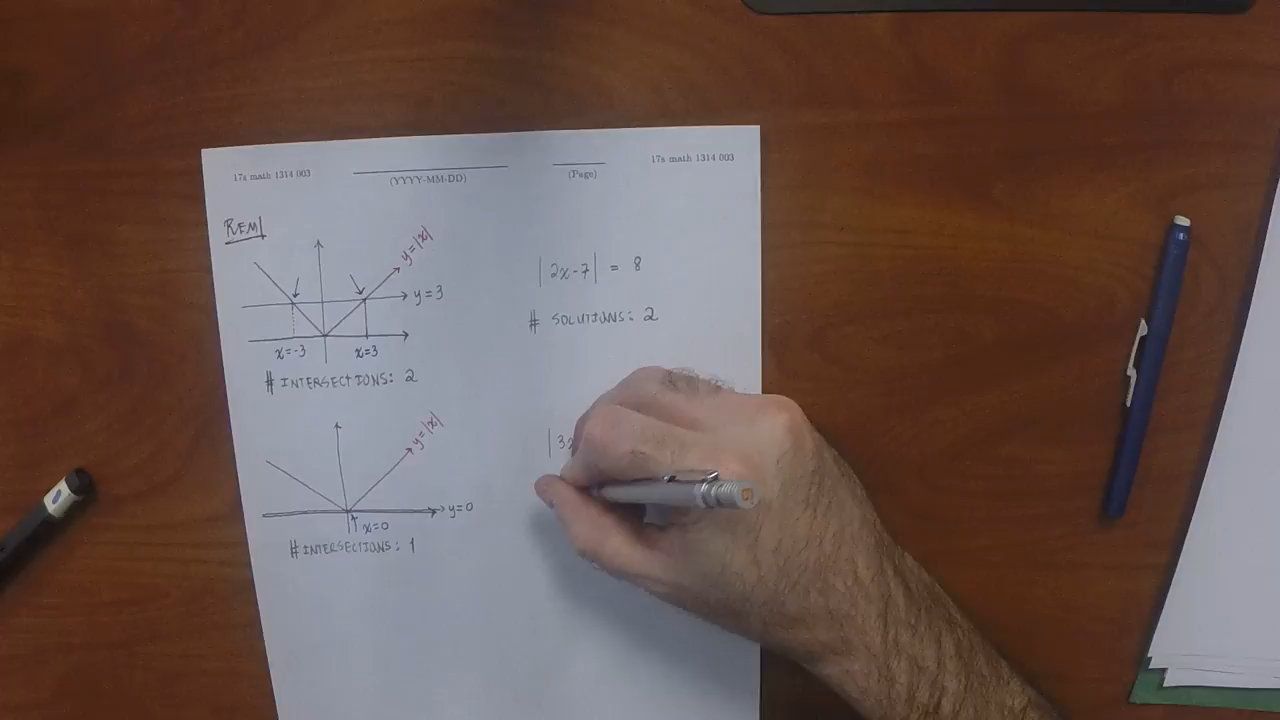 17s math 1314 003
(YYYY-MM-DD)
(Page)
17s math 1314 003
REM
y=|x|
y=3
x=-3
x=3
# INTERSECTIONS: 2
y=|x|
y=0
x=0
# INTERSECTIONS: 1
|2x-7| = 8
# SOLUTIONS: 2
|3x